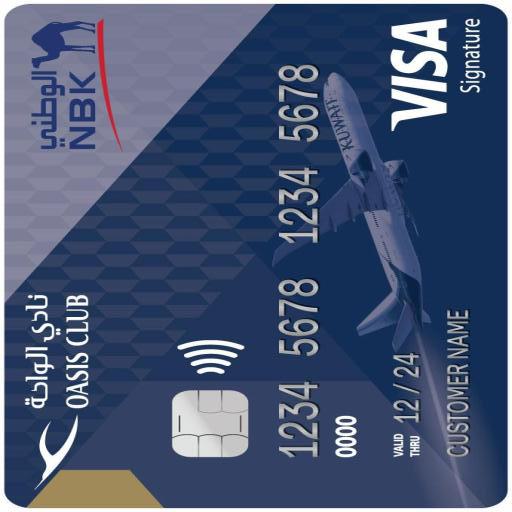 نادي الواحة
OASIS CLUB
الوطني
NBK
1234 5678 1234 5678
0000
VALID
THRU
12 / 24
CUSTOMER NAME
KUWAIT
VISA
Signature